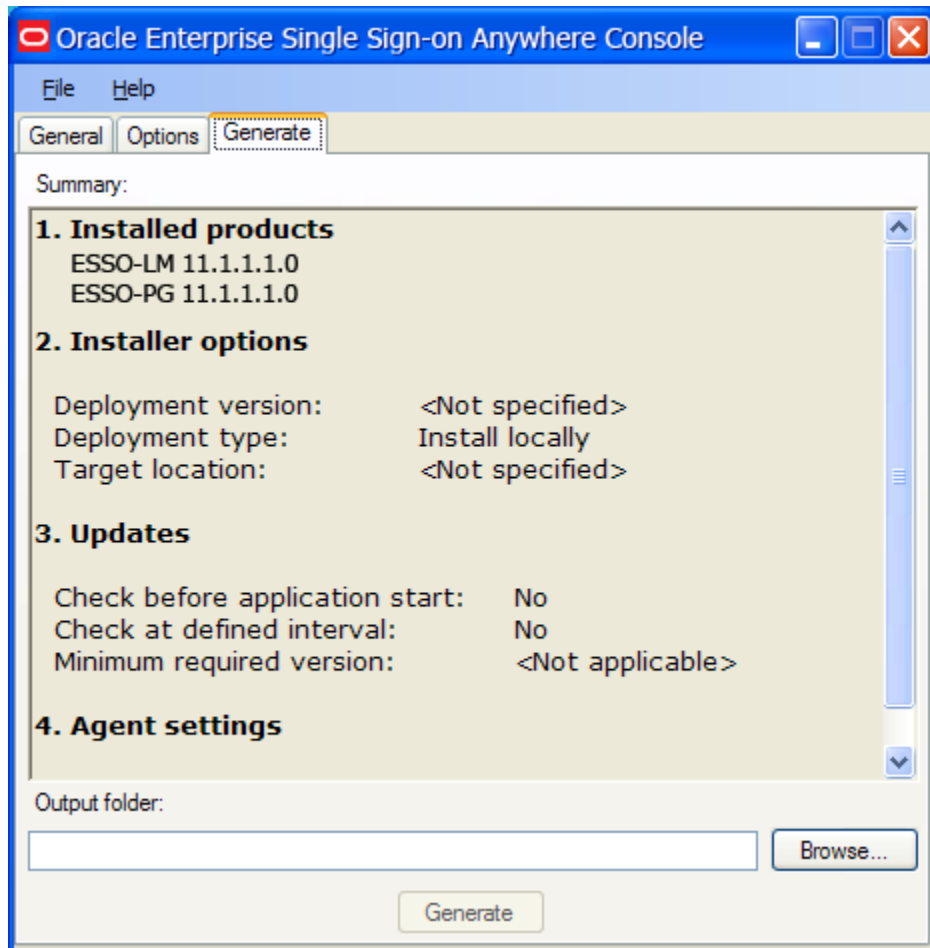 Oracle Enterprise Single Sign-on Anywhere Console
File Help
General Options Generate
Summary:
1. Installed products
ESSO-LM 11.1.1.1.0
ESSO-PG 11.1.1.1.0
2. Installer options
Deployment version: <Not specified>
Deployment type: Install locally
Target location: <Not specified>
3. Updates
Check before application start: No
Check at defined interval: No
Minimum required version: <Not applicable>
4. Agent settings
Output folder:
Browse...
Generate